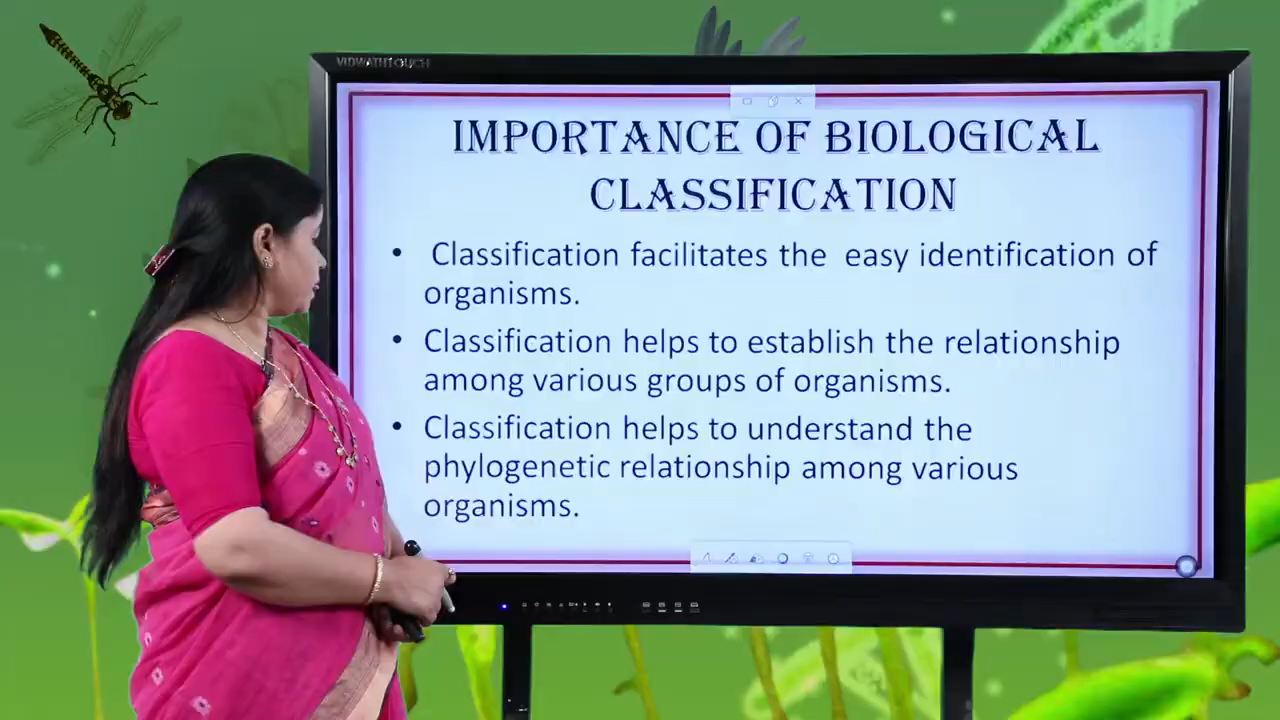 VIDWATHTOUCH
IMPORTANCE OF BIOLOGICAL
CLASSIFICATION
• Classification facilitates the easy identification of
organisms.
• Classification helps to establish the relationship
among various groups of organisms.
• Classification helps to understand the
phylogenetic relationship among various
organisms.